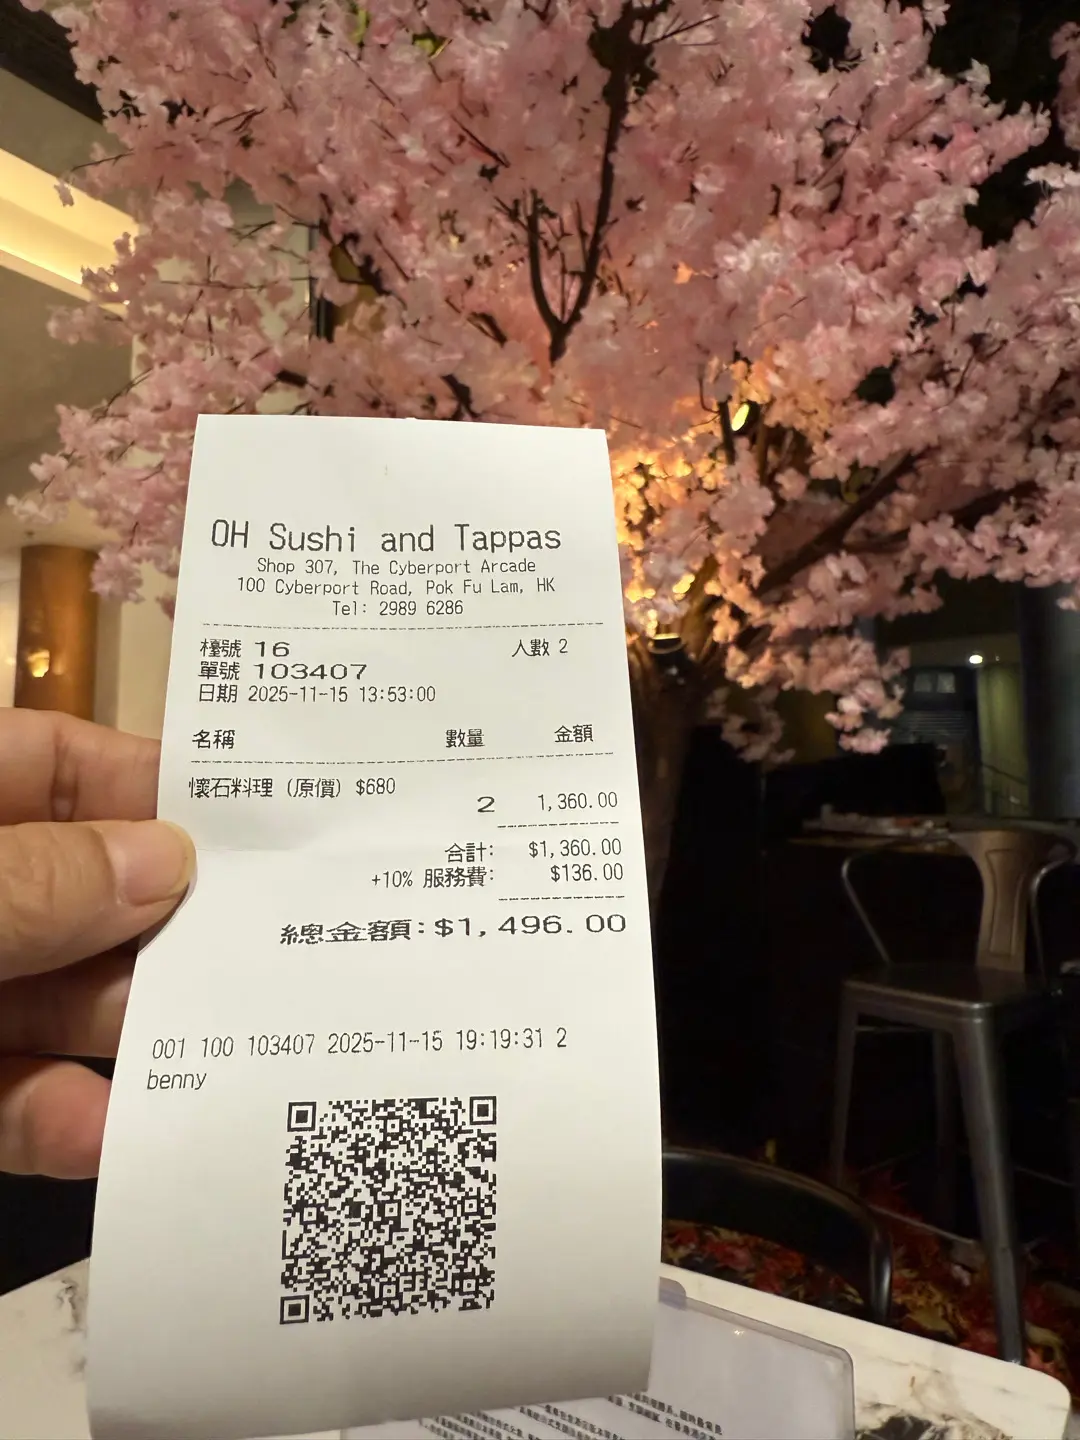 OH Sushi and Tappas
Shop 307, The Cyberport Arcade
100 Cyberport Road, Pok Fu Lam, HK
Tel: 2989 6286
檯號 16 人數 2
單號 103407
日期 2025-11-15 13:53:00
名稱 數量 金額
懷石料理 (原價) $680
2 1,360.00
合計: $1,360.00
+10% 服務費: $136.00
總金額:$1,496.00
001 100 103407 2025-11-15 19:19:31 2
benny